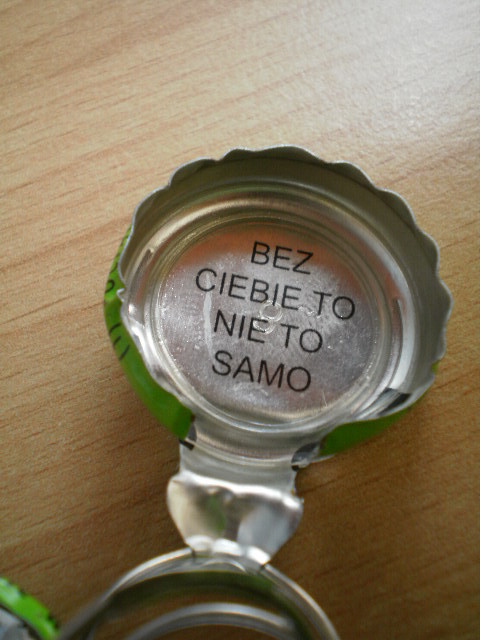 BEZ
CIEBIE TO
NIE TO
SAMO